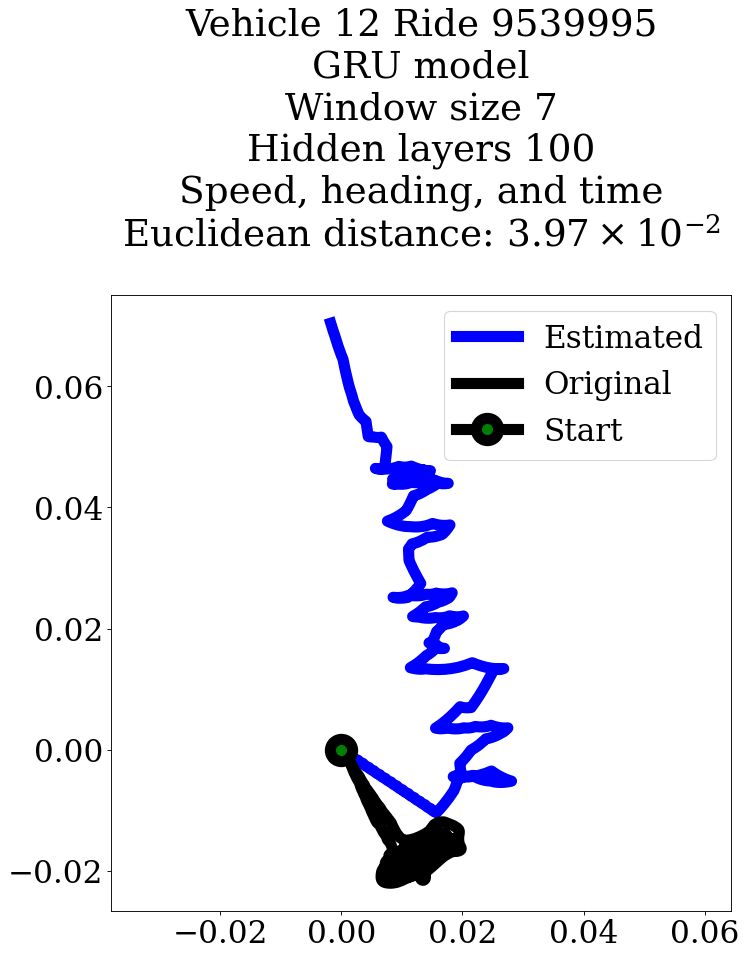 Vehicle 12 Ride 9539995
GRU model
Window size 7
Hidden layers 100
Speed, heading, and time
Euclidean distance: 3.97 × 10⁻²
Estimated
Original
Start
0.06
0.04
0.02
0.00
−0.02
−0.02 0.00 0.02 0.04 0.06